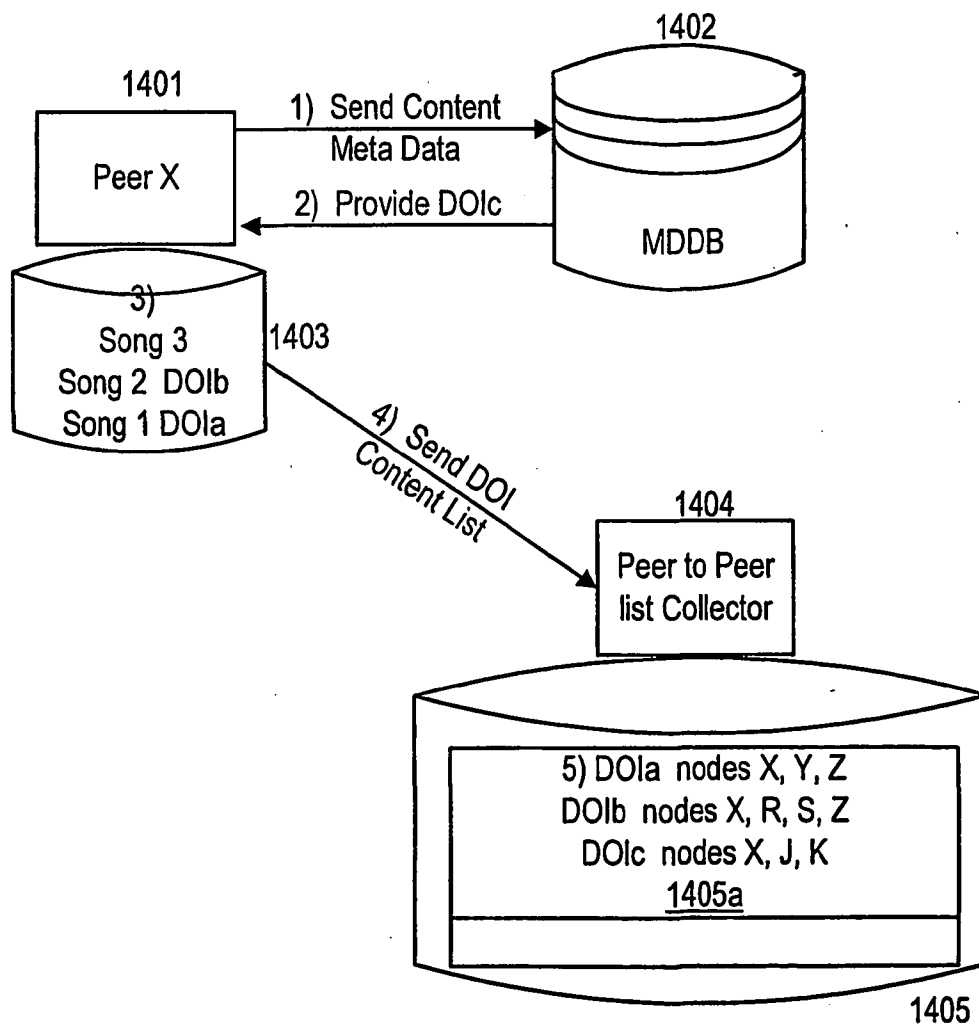 1402
1401
1) Send Content
Meta Data
Peer X
2) Provide DOIc
MDDB
3)
Song 3
Song 2 DOIb
Song 1 DOIa
1403
4) Send DOI
Content List
1404
Peer to Peer
list Collector
5) DOIa nodes X, Y, Z
DOIb nodes X, R, S, Z
DOIc nodes X, J, K
1405a
1405